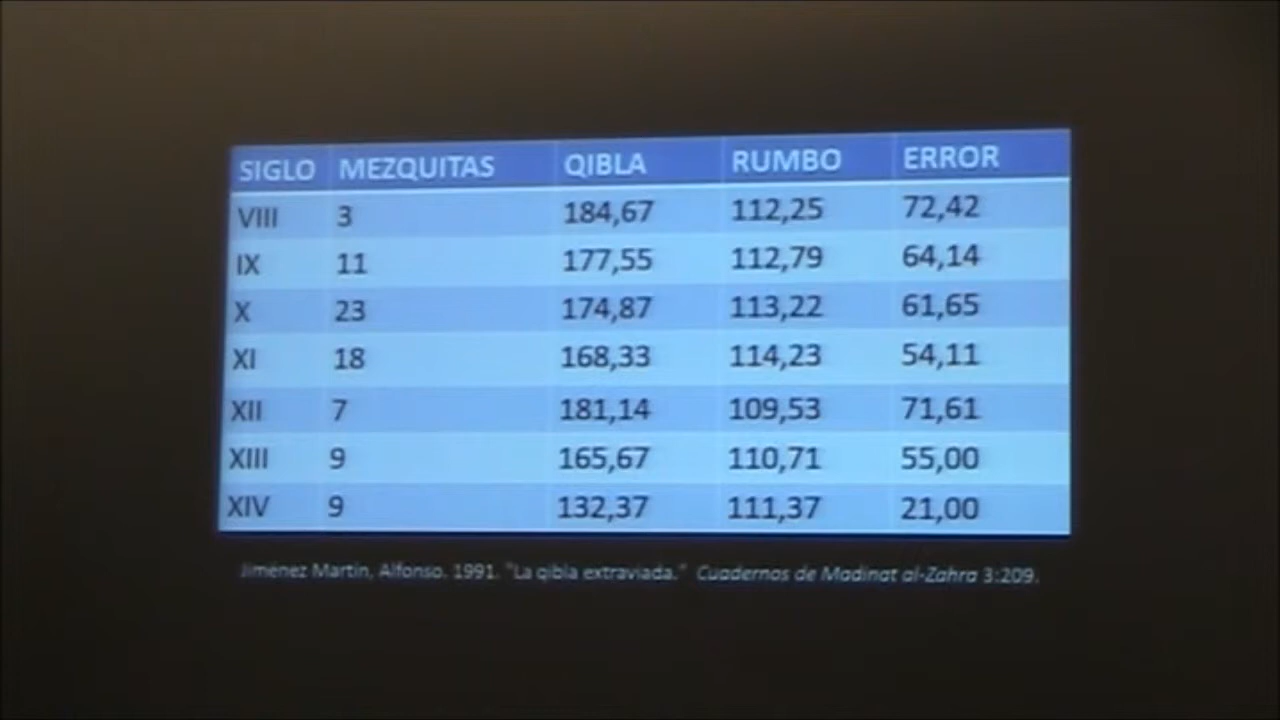 SIGLO MEZQUITAS QIBLA RUMBO ERROR
VIII 3 184,67 112,25 72,42
IX 11 177,55 112,79 64,14
X 23 174,87 113,22 61,65
XI 18 168,33 114,23 54,11
XII 7 181,14 109,53 71,61
XIII 9 165,67 110,71 55,00
XIV 9 132,37 111,37 21,00
Jiménez Martín, Alfonso. 1991. "La qibla extraviada." Cuadernos de Madinat al-Zahra 3:209.